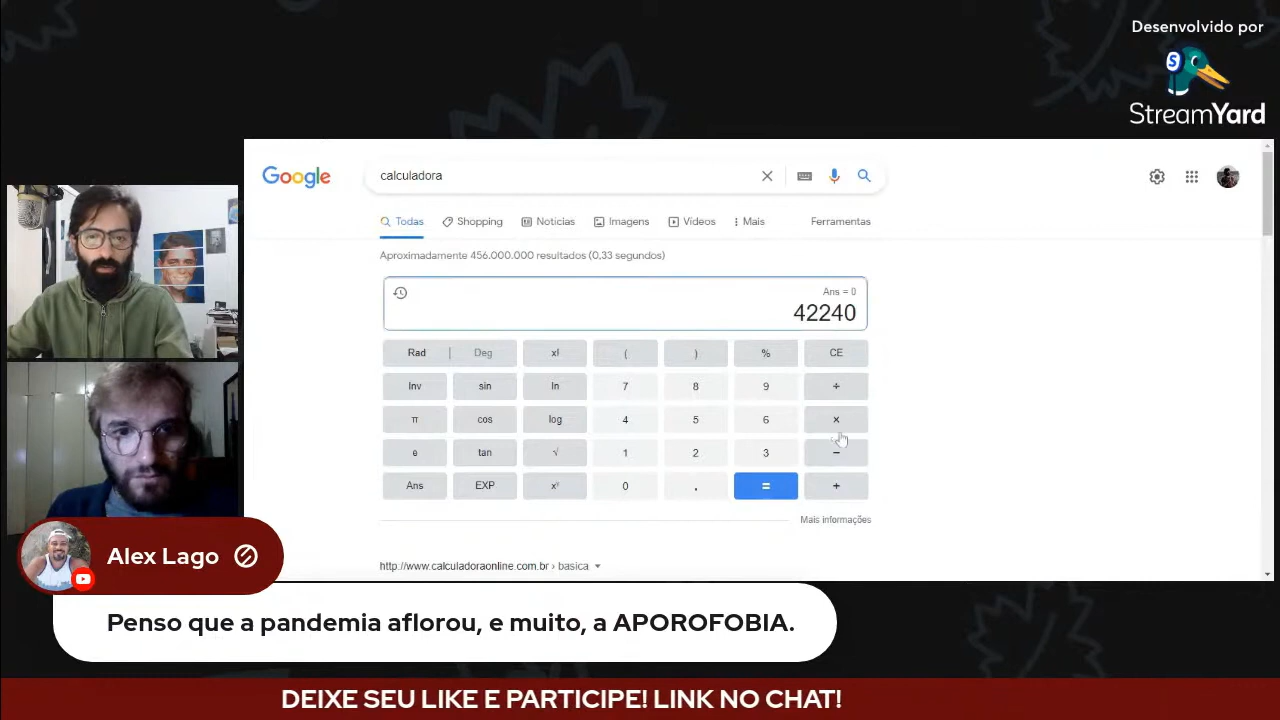 Desenvolvido por
StreamYard
Google
calculadora
Todas
Shopping
Notícias
Imagens
Vídeos
Mais
Ferramentas
Aproximadamente 456.000.000 resultados (0,33 segundos)
Ans = 0
42240
Rad | Deg x! ( ) % CE
Inv sin ln 7 8 9 ÷
π cos log 4 5 6 ×
e tan √ 1 2 3 −
Ans EXP xʸ 0 . = +
Mais informações
http://www.calculadoraonline.com.br › basica
Alex Lago
Penso que a pandemia aflorou, e muito, a APOROFOBIA.
DEIXE SEU LIKE E PARTICIPE! LINK NO CHAT!